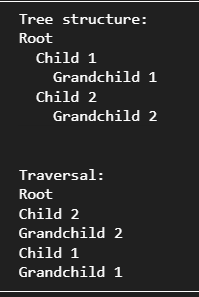 Tree structure:
Root
  Child 1
    Grandchild 1
  Child 2
    Grandchild 2

Traversal:
Root
Child 2
Grandchild 2
Child 1
Grandchild 1